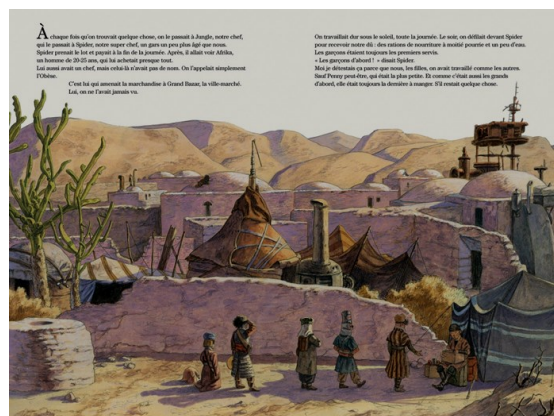 À chaque fois qu'on trouvait quelque chose, on le passait à Jungle, notre chef,
qui le passait à Spider, notre super chef, un gars un peu plus âgé que nous.
Spider prenait le lot et payait à la fin de la journée. Après, il allait voir Afrika,
un homme de 20-25 ans, qui lui achetait presque tout.
Lui aussi avait un chef, mais celui-là n'avait pas de nom. On l'appelait simplement
l'Obèse.
C'est lui qui amenait la marchandise à Grand Bazar, la ville-marché.
Lui, on ne l'avait jamais vu.
On travaillait dur sous le soleil, toute la journée. Le soir, on défilait devant Spider
pour recevoir notre dû : des rations de nourriture à moitié pourrie et un peu d'eau.
Les garçons étaient toujours les premiers servis.
« Les garçons d'abord ! » disait Spider.
Moi je détestais ça parce que nous, les filles, on avait travaillé comme les autres.
Sauf Penny peut-être, qui était la plus petite. Et comme c'était aussi les grands
d'abord, elle était toujours la dernière à manger. S'il restait quelque chose.